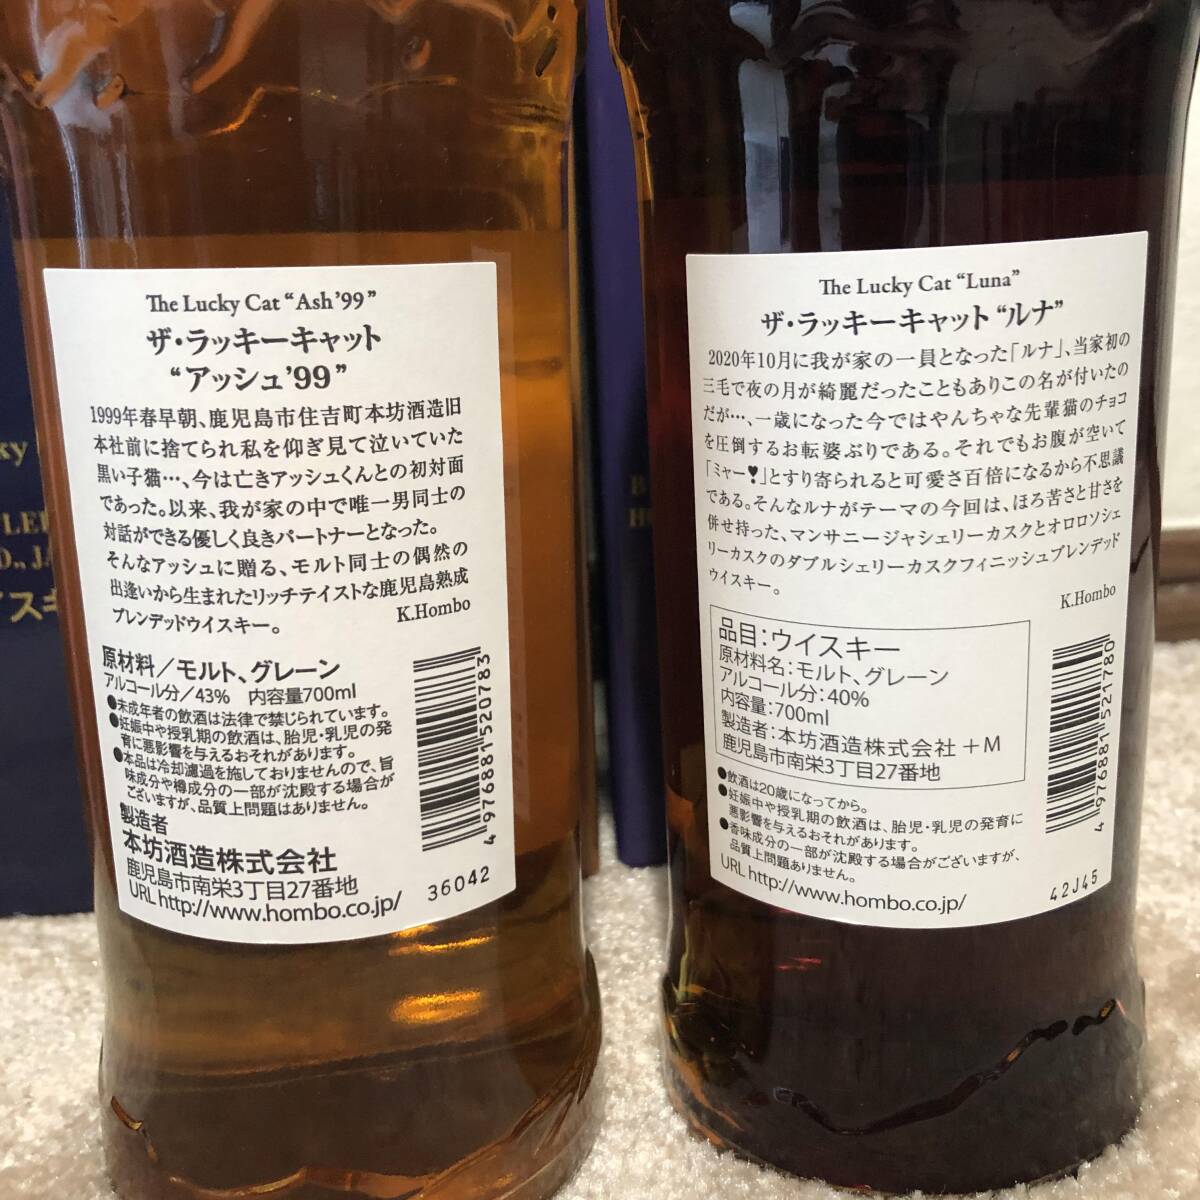 The Lucky Cat “Ash’99”
ザ・ラッキーキャット
“アッシュ’99”
1999年春早朝、鹿児島市住吉町本坊酒造旧
本社前に捨てられ私を仰ぎ見て泣いていた
黒い子猫…、今は亡きアッシュくんとの初対面
であった。以来、我が家の中で唯一男同士の
対話ができる優しく良きパートナーとなった。
そんなアッシュに贈る、モルト同士の偶然の
出逢いから生まれたリッチテイストな鹿児島熟成
ブレンデッドウイスキー。
K.Hombo
原材料／モルト、グレーン
アルコール分／43% 内容量700ml
●未成年者の飲酒は法律で禁じられています。
●妊娠中や授乳期の飲酒は、胎児・乳児の発
育に悪影響を与えるおそれがあります。
●本品は冷却濾過を施しておりませんので、旨
味成分や樽成分の一部が沈殿する場合が
ございますが、品質上問題はありません。
製造者
本坊酒造株式会社
鹿児島市南栄3丁目27番地
URL http://www.hombo.co.jp/
36042
4976881520783
The Lucky Cat “Luna”
ザ・ラッキーキャット“ルナ”
2020年10月に我が家の一員となった「ルナ」、当家初の
三毛で夜の月が綺麗だったこともありこの名が付いたの
だが…、一歳になった今ではやんちゃな先輩猫のチョコ
を圧倒するお転婆ぶりである。それでもお腹が空いて
「ミャー❢」とすり寄られると可愛さ百倍になるから不思議
である。そんなルナがテーマの今回は、ほろ苦さと甘さを
併せ持った、マンサニージャシェリーカスクとオロロソシェ
リーカスクのダブルシェリーカスクフィニッシュブレンデッド
ウイスキー。
K.Hombo
品目：ウイスキー
原材料名：モルト、グレーン
アルコール分：40%
内容量：700ml
製造者：本坊酒造株式会社＋M
鹿児島市南栄3丁目27番地
●飲酒は20歳になってから。
●妊娠中や授乳期の飲酒は、胎児・乳児の発育に
悪影響を与えるおそれがあります。
●香味成分の一部が沈殿する場合がございますが、
品質上問題ありません。
URL http://www.hombo.co.jp/
42J45
4976881521780